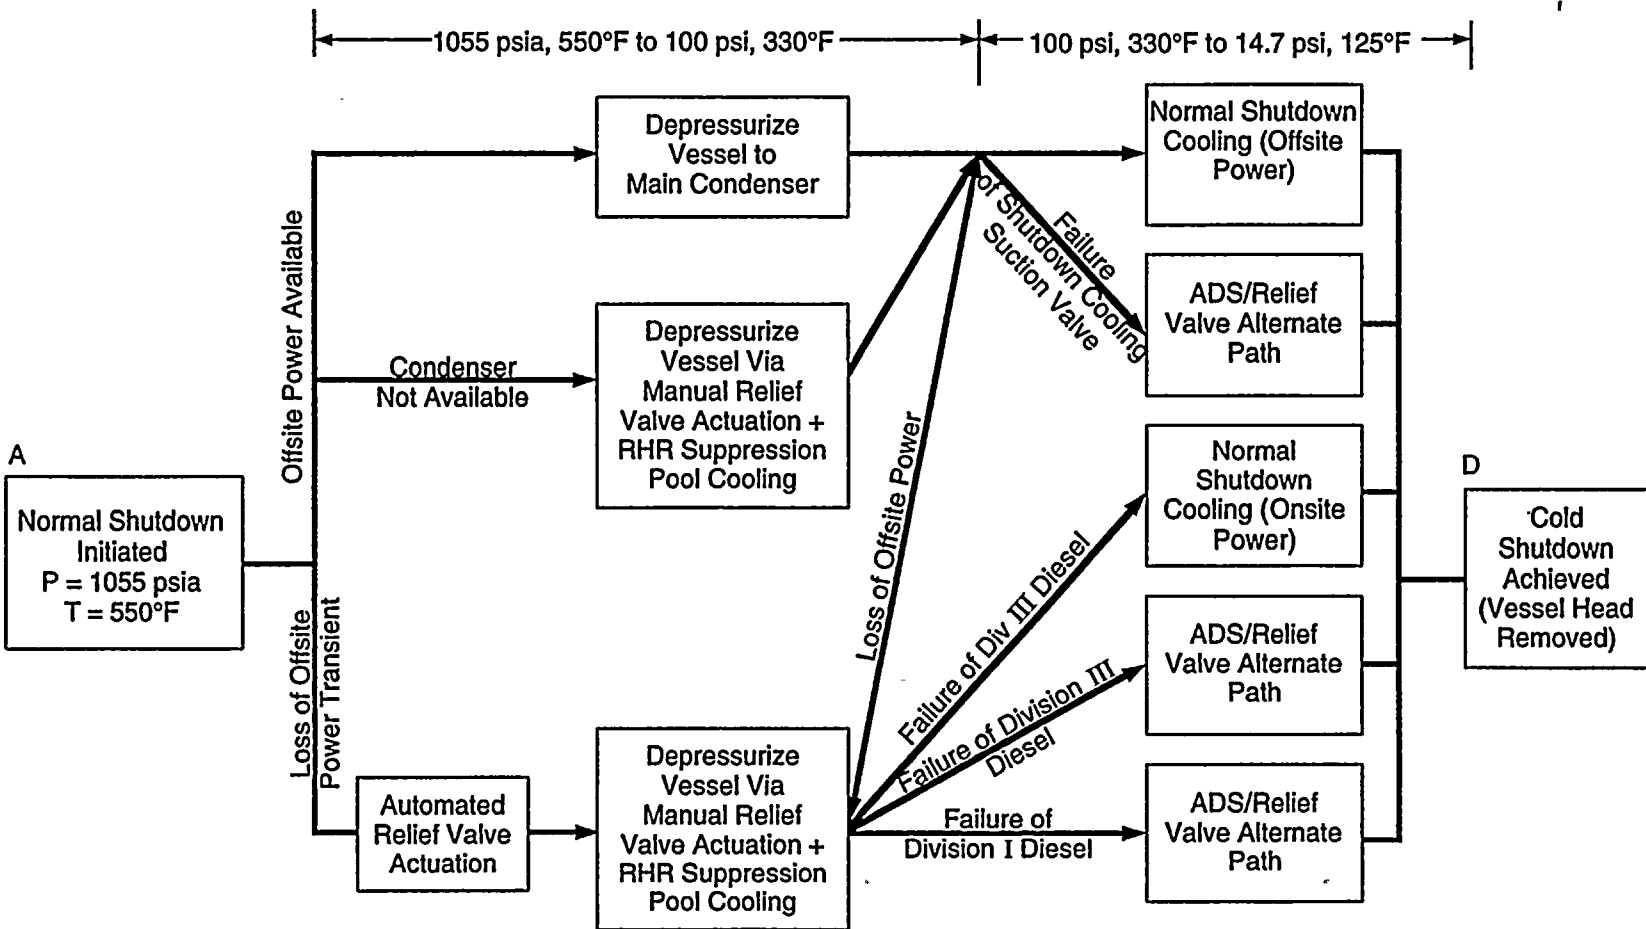 1055 psia, 550°F to 100 psi, 330°F
100 psi, 330°F to 14.7 psi, 125°F
Depressurize
Vessel to
Main Condenser
Normal Shutdown
Cooling (Offsite
Power)
Failure
of Shutdown Cooling
Suction Valve
Offsite Power Available
Condenser
Not Available
Depressurize
Vessel Via
Manual Relief
Valve Actuation +
RHR Suppression
Pool Cooling
ADS/Relief
Valve Alternate
Path
A
Normal Shutdown
Initiated
P = 1055 psia
T = 550°F
Loss of Offsite Power
Normal
Shutdown
Cooling (Onsite
Power)
D
Cold
Shutdown
Achieved
(Vessel Head
Removed)
Loss of Offsite
Power Transient
Failure of Div III Diesel
Failure of Division III
Diesel
ADS/Relief
Valve Alternate
Path
Automated
Relief Valve
Actuation
Depressurize
Vessel Via
Manual Relief
Valve Actuation +
RHR Suppression
Pool Cooling
Failure of
Division I Diesel
ADS/Relief
Valve Alternate
Path